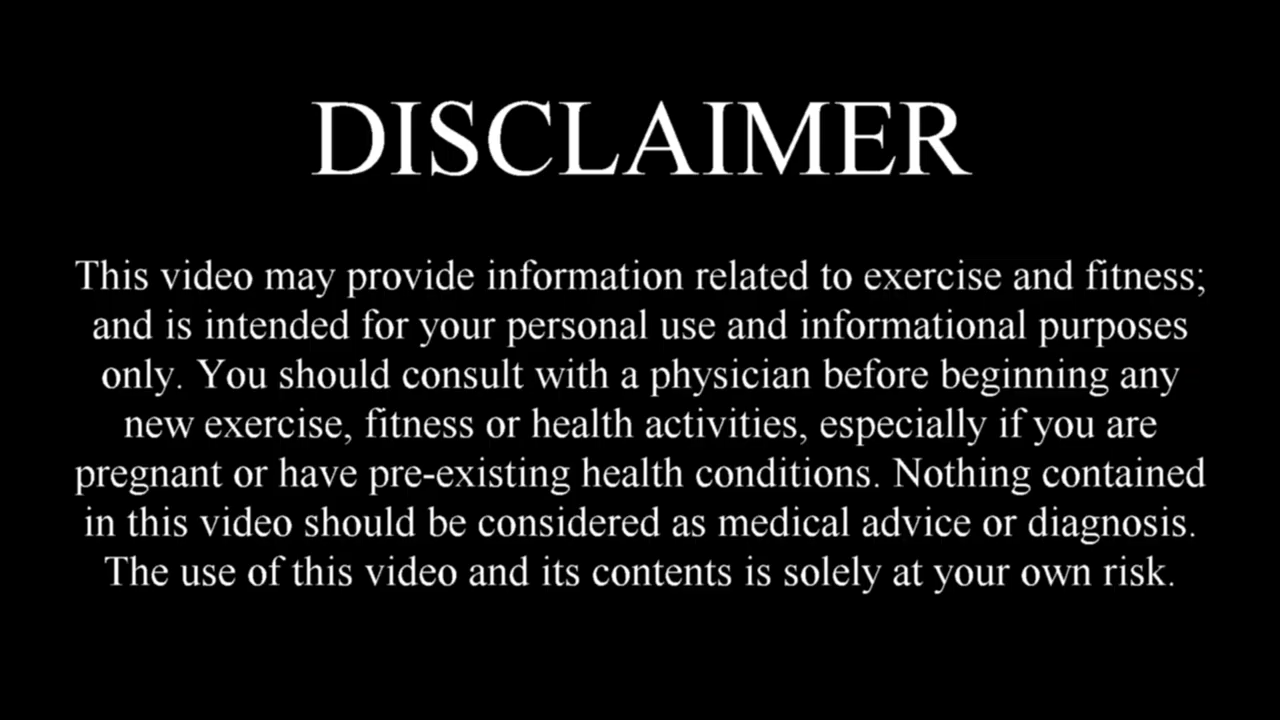 DISCLAIMER
This video may provide information related to exercise and fitness;
and is intended for your personal use and informational purposes
only. You should consult with a physician before beginning any
new exercise, fitness or health activities, especially if you are
pregnant or have pre-existing health conditions. Nothing contained
in this video should be considered as medical advice or diagnosis.
The use of this video and its contents is solely at your own risk.